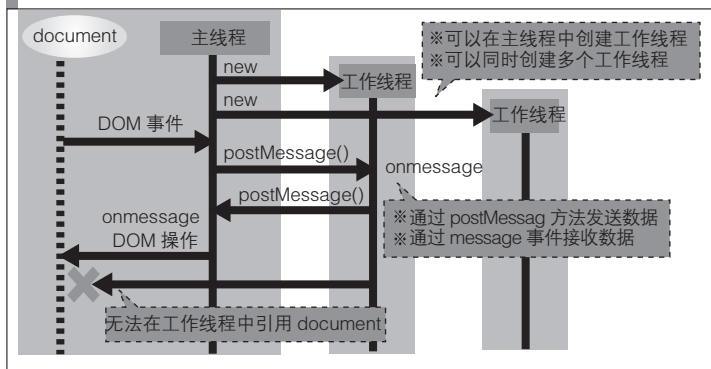 document
主线程
※可以在主线程中创建工作线程
※可以同时创建多个工作线程
new
工作线程
new
工作线程
DOM 事件
postMessage()
onmessage
postMessage()
onmessage
DOM 操作
※通过 postMessag 方法发送数据
※通过 message 事件接收数据
无法在工作线程中引用 document